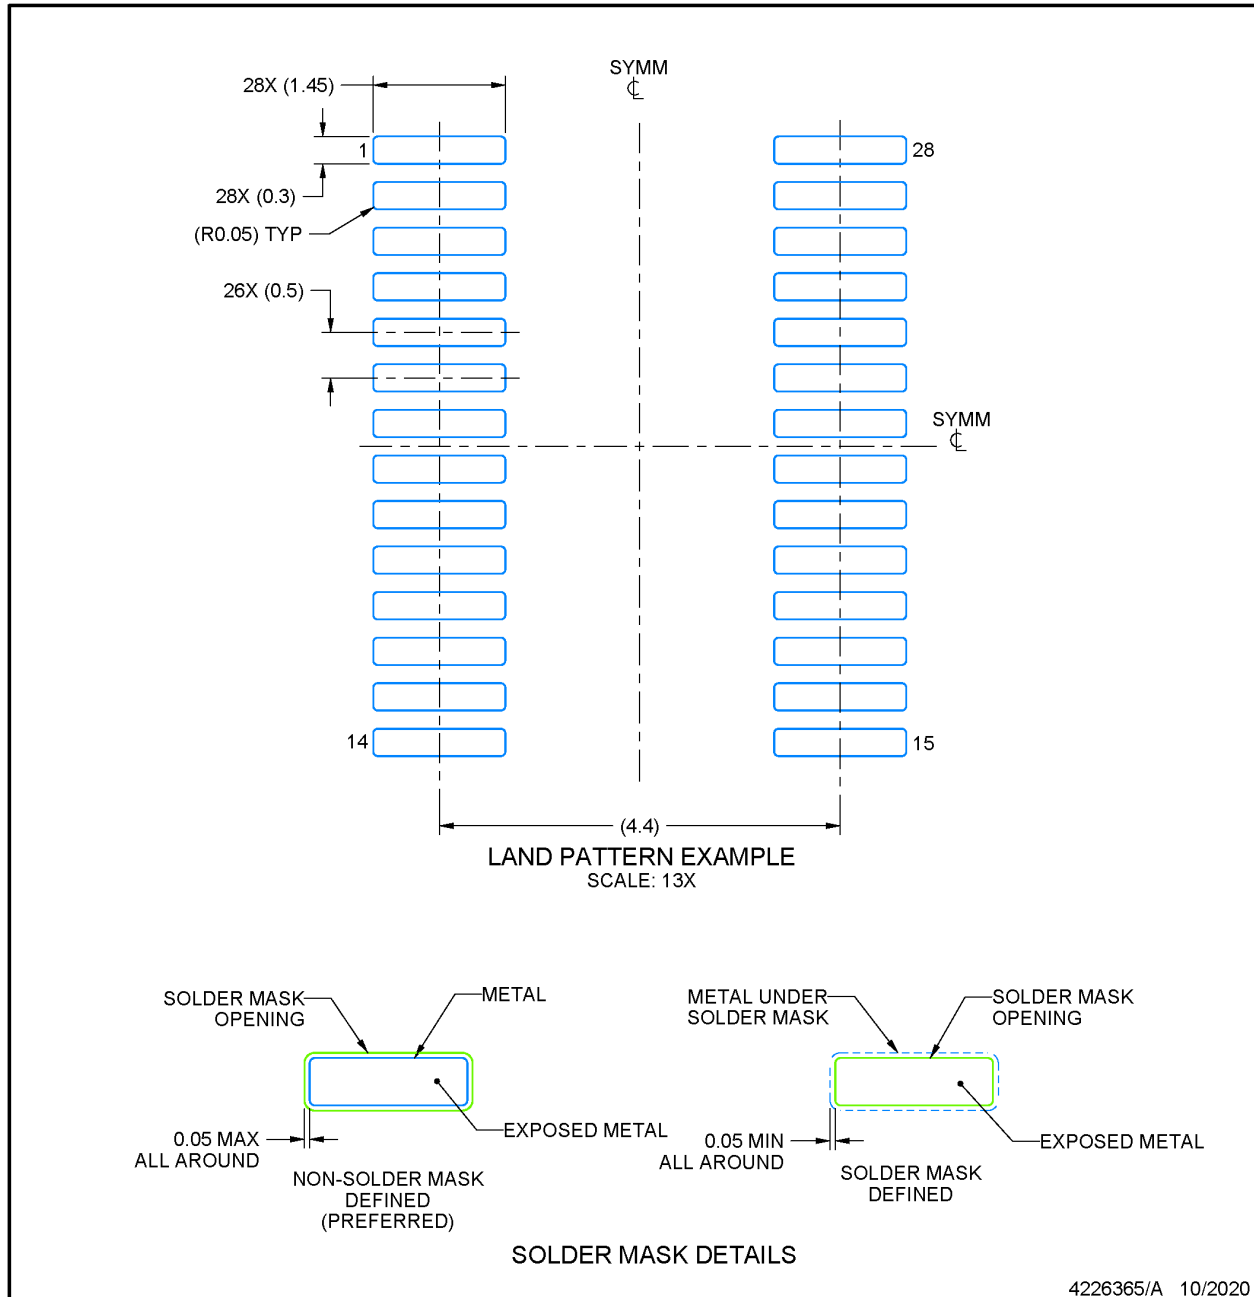 SYMM
℄
28X (1.45)
1
28
28X (0.3)
(R0.05) TYP
26X (0.5)
SYMM
℄
14
15
(4.4)
LAND PATTERN EXAMPLE
SCALE: 13X
SOLDER MASK
OPENING
METAL
EXPOSED METAL
0.05 MAX
ALL AROUND
NON-SOLDER MASK
DEFINED
(PREFERRED)
METAL UNDER
SOLDER MASK
SOLDER MASK
OPENING
EXPOSED METAL
0.05 MIN
ALL AROUND
SOLDER MASK
DEFINED
SOLDER MASK DETAILS
4226365/A 10/2020